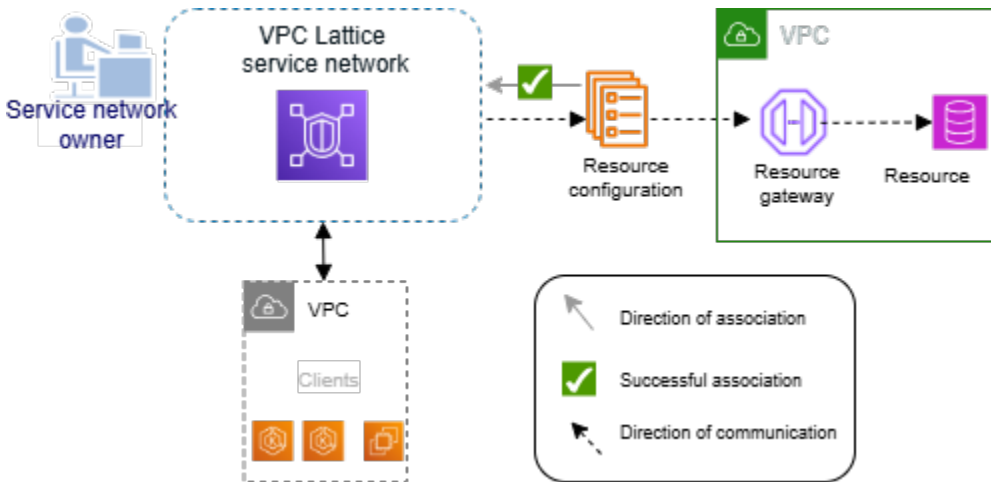 VPC Lattice
service network
Service network
owner
Resource
configuration
VPC
Resource
gateway
Resource
VPC
Clients
Direction of association
Successful association
Direction of communication